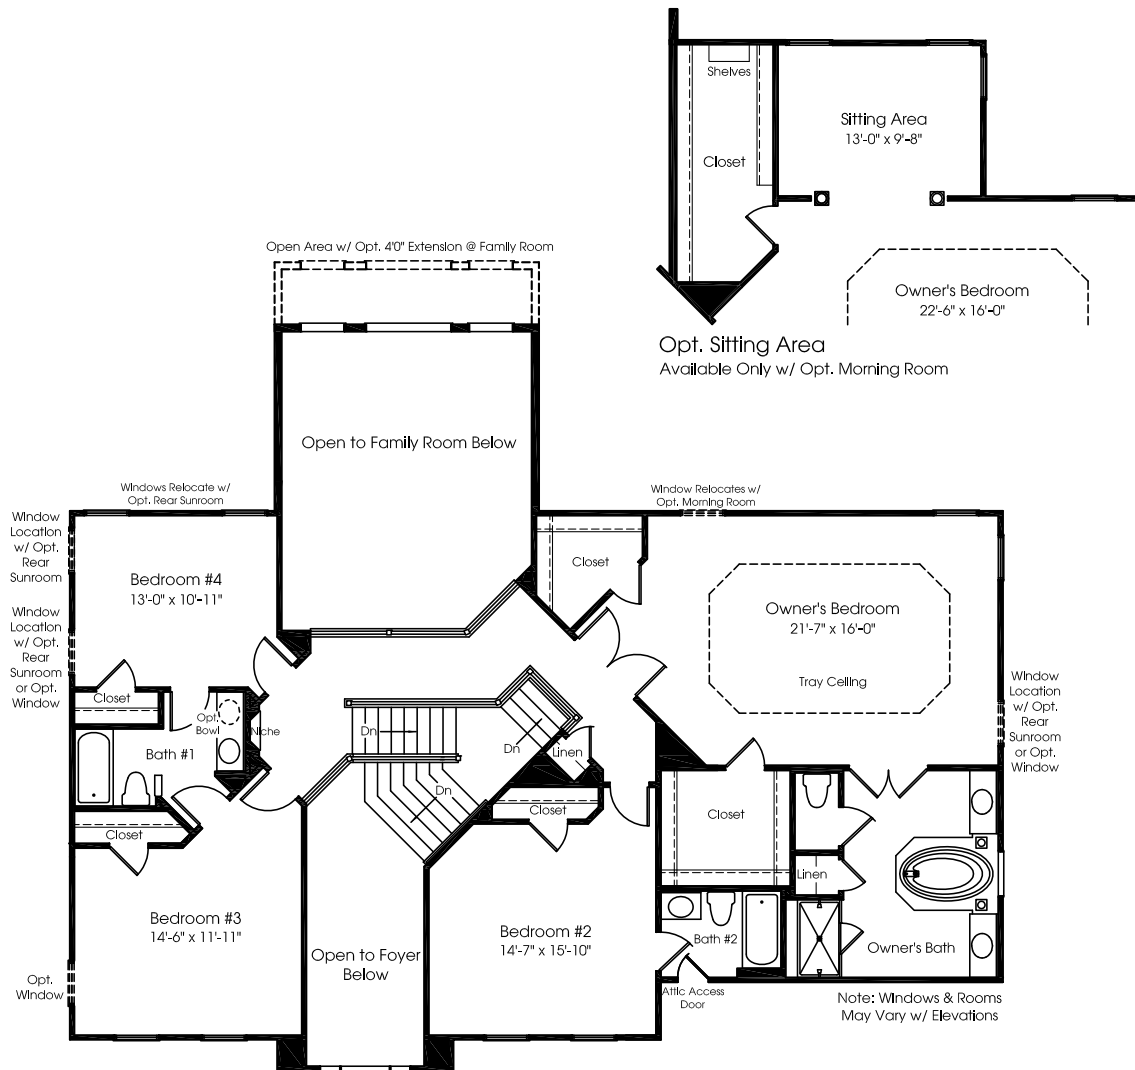 Shelves
Sitting Area
13'-0" x 9'-8"
Closet
Owner's Bedroom
22'-6" x 16'-0"
Opt. Sitting Area
Available Only w/ Opt. Morning Room
Open Area w/ Opt. 4'0" Extension @ Family Room
Open to Family Room Below
Windows Relocate w/
Opt. Rear Sunroom
Window Relocates w/
Opt. Morning Room
Window
Location
w/ Opt.
Rear
Sunroom
Window
Location
w/ Opt.
Rear
Sunroom
or Opt.
Window
Bedroom #4
13'-0" x 10'-11"
Closet
Owner's Bedroom
21'-7" x 16'-0"
Tray Ceiling
Window
Location
w/ Opt.
Rear
Sunroom
or Opt.
Window
Closet
Opt.
Bowl
Niche
Bath #1
Dn
Dn
Linen
Dn
Closet
Closet
Closet
Linen
Bedroom #3
14'-6" x 11'-11"
Open to Foyer
Below
Bedroom #2
14'-7" x 15'-10"
Bath #2
Owner's Bath
Opt.
Window
Attic Access
Door
Note: Windows & Rooms
May Vary w/ Elevations